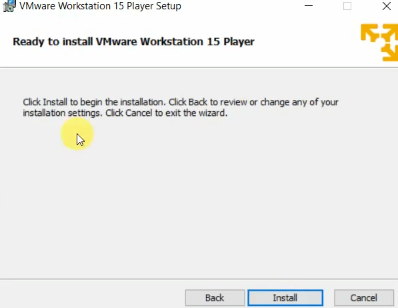 VMware Workstation 15 Player Setup
Ready to install VMware Workstation 15 Player
Click Install to begin the installation. Click Back to review or change any of your
installation settings. Click Cancel to exit the wizard.
Back Install Cancel